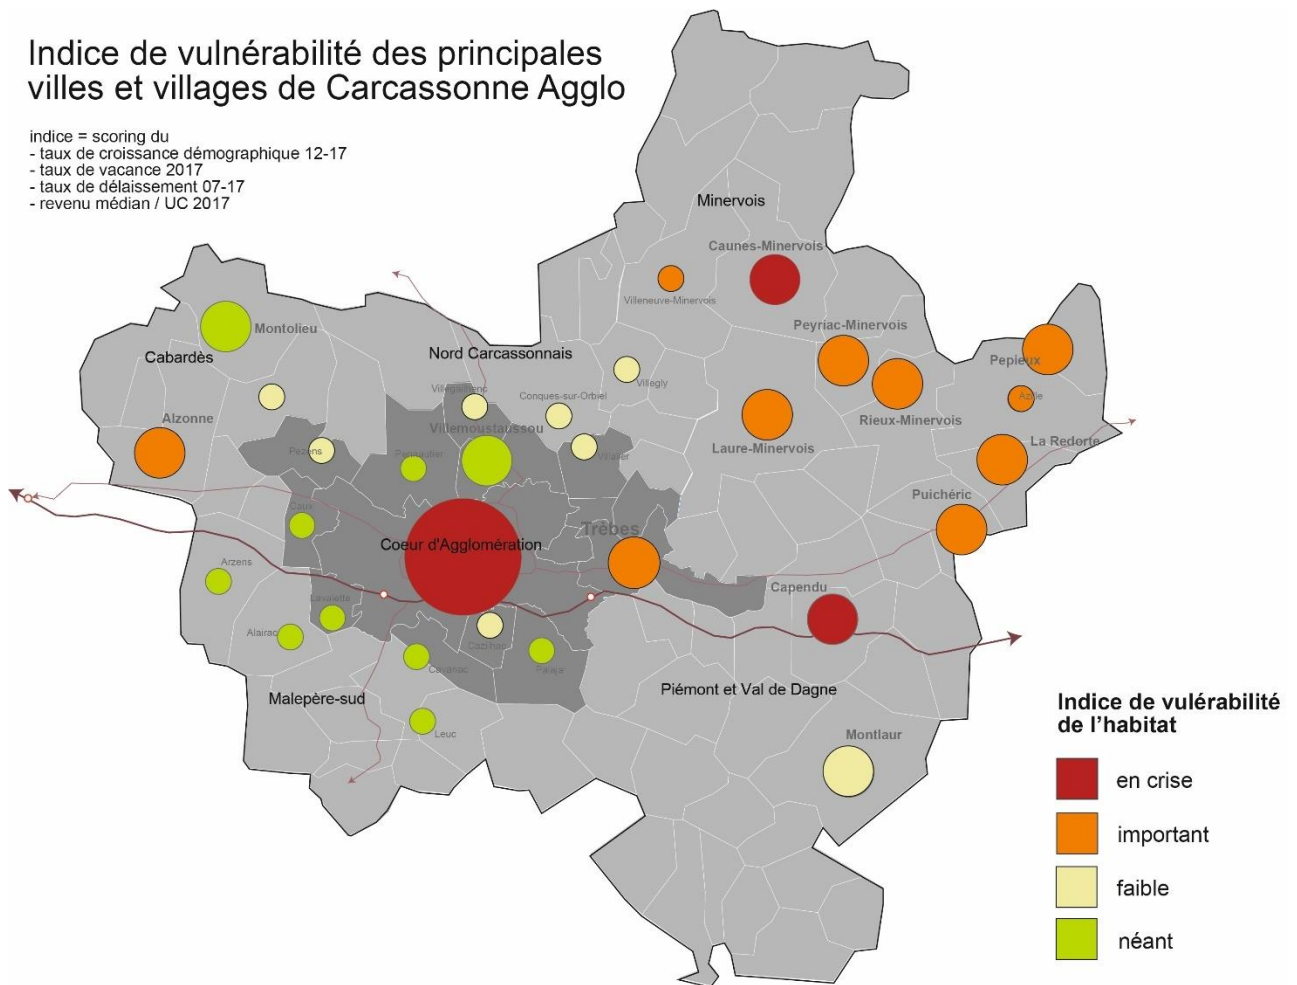 Indice de vulnérabilité des principales
villes et villages de Carcassonne Agglo
indice = scoring du
- taux de croissance démographique 12-17
- taux de vacance 2017
- taux de délaissement 07-17
- revenu médian / UC 2017
Minervois
Caunes-Minervois
Villeneuve-Minervois
Montolieu
Peyriac-Minervois
Cabardès
Nord Carcassonnais
Pepieux
Villegly
Villegailhenc
Conques-sur-Orbiel
Azille
Alzonne
Rieux-Minervois
Villemoustaussou
Laure-Minervois
La Redorte
Pezens
Pennautier
Villalier
Puichéric
Caux
Trèbes
Coeur d'Agglomération
Arzens
Capendu
Lavalette
Alairac
Cazilhac
Cavanac
Palaja
Malepère-sud
Piémont et Val de Dagne
Leuc
Montlaur
Indice de vulérabilité
de l'habitat
en crise
important
faible
néant